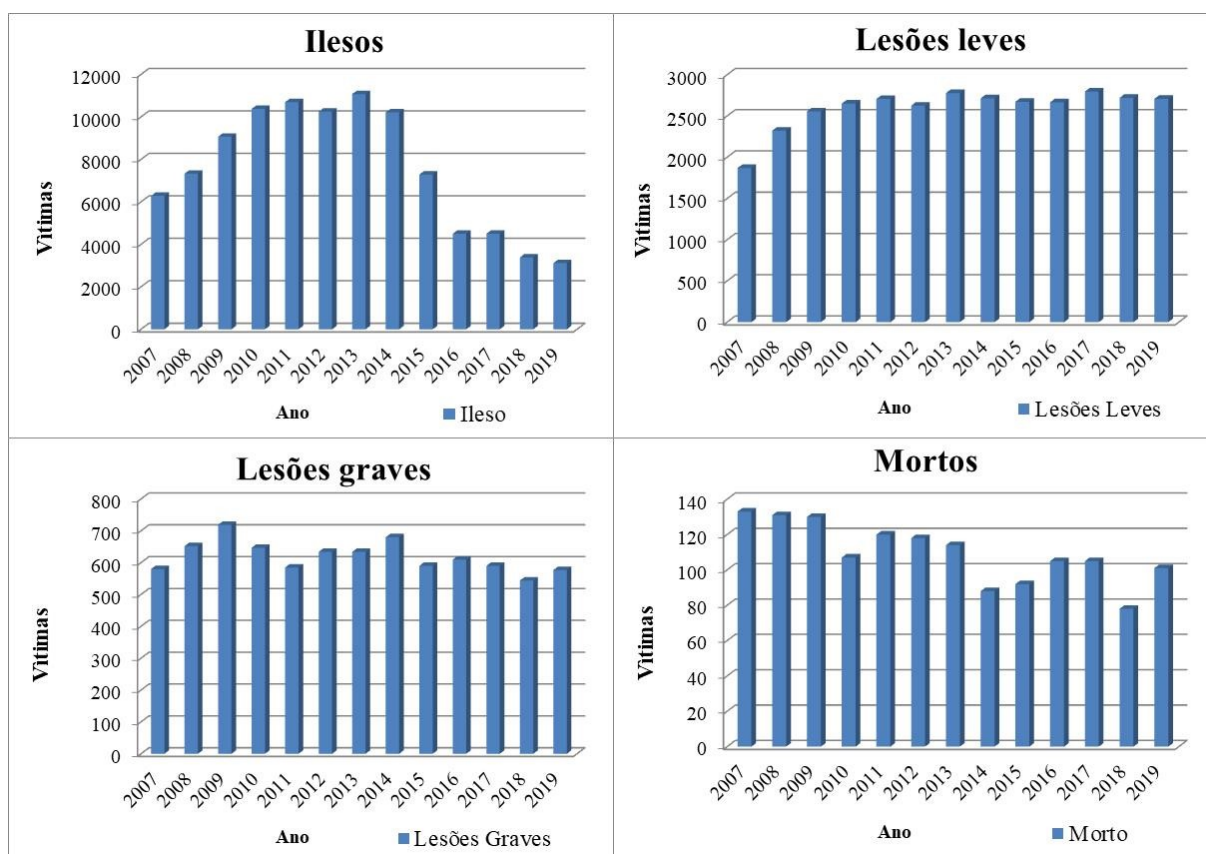 Ilesos
Vitimas
12000
10000
8000
6000
4000
2000
0
2007 2008 2009 2010 2011 2012 2013 2014 2015 2016 2017 2018 2019
Ano
Ileso
Lesões leves
Vitimas
3000
2500
2000
1500
1000
500
0
2007 2008 2009 2010 2011 2012 2013 2014 2015 2016 2017 2018 2019
Ano
Lesões Leves
Lesões graves
Vitimas
800
700
600
500
400
300
200
100
0
2007 2008 2009 2010 2011 2012 2013 2014 2015 2016 2017 2018 2019
Ano
Lesões Graves
Mortos
Vitimas
140
120
100
80
60
40
20
0
2007 2008 2009 2010 2011 2012 2013 2014 2015 2016 2017 2018 2019
Ano
Morto